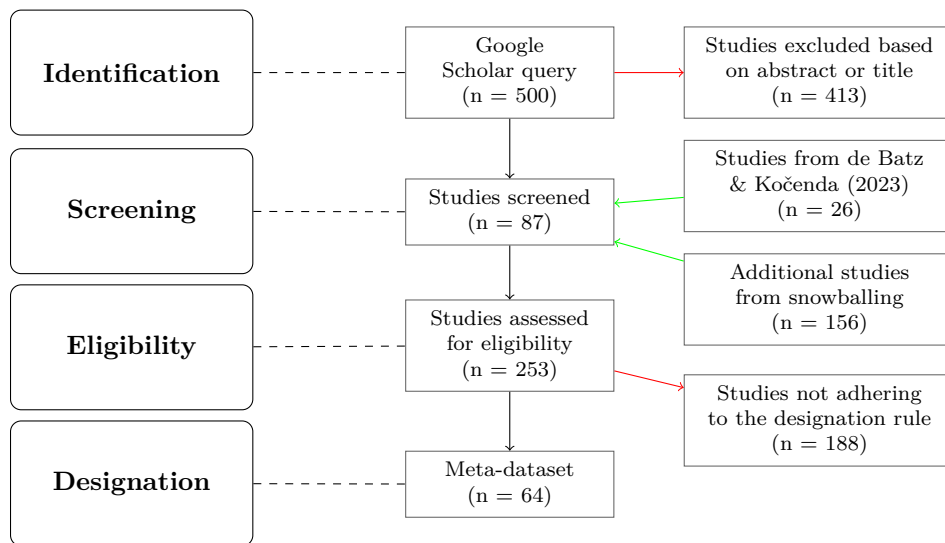 Identification
Google
Scholar query
(n = 500)
Studies excluded based
on abstract or title
(n = 413)
Studies from de Batz
& Kočenda (2023)
(n = 26)
Screening
Studies screened
(n = 87)
Additional studies
from snowballing
(n = 156)
Eligibility
Studies assessed
for eligibility
(n = 253)
Studies not adhering
to the designation rule
(n = 188)
Designation
Meta-dataset
(n = 64)